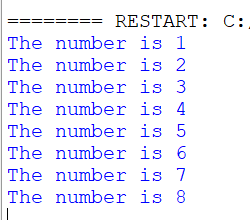 ======== RESTART: C:/
The number is 1
The number is 2
The number is 3
The number is 4
The number is 5
The number is 6
The number is 7
The number is 8